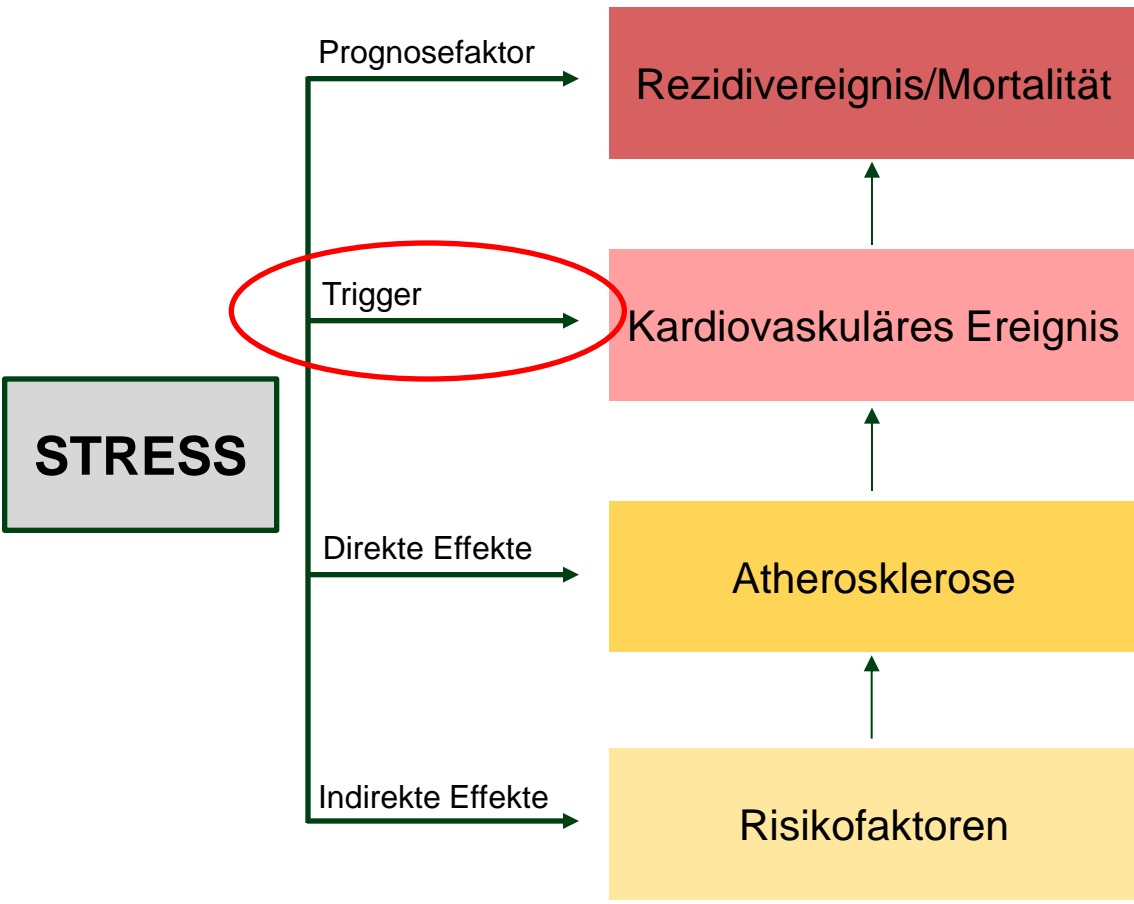 Prognosefaktor
Rezidivereignis/Mortalität
Trigger
Kardiovaskuläres Ereignis
STRESS
Direkte Effekte
Atherosklerose
Indirekte Effekte
Risikofaktoren